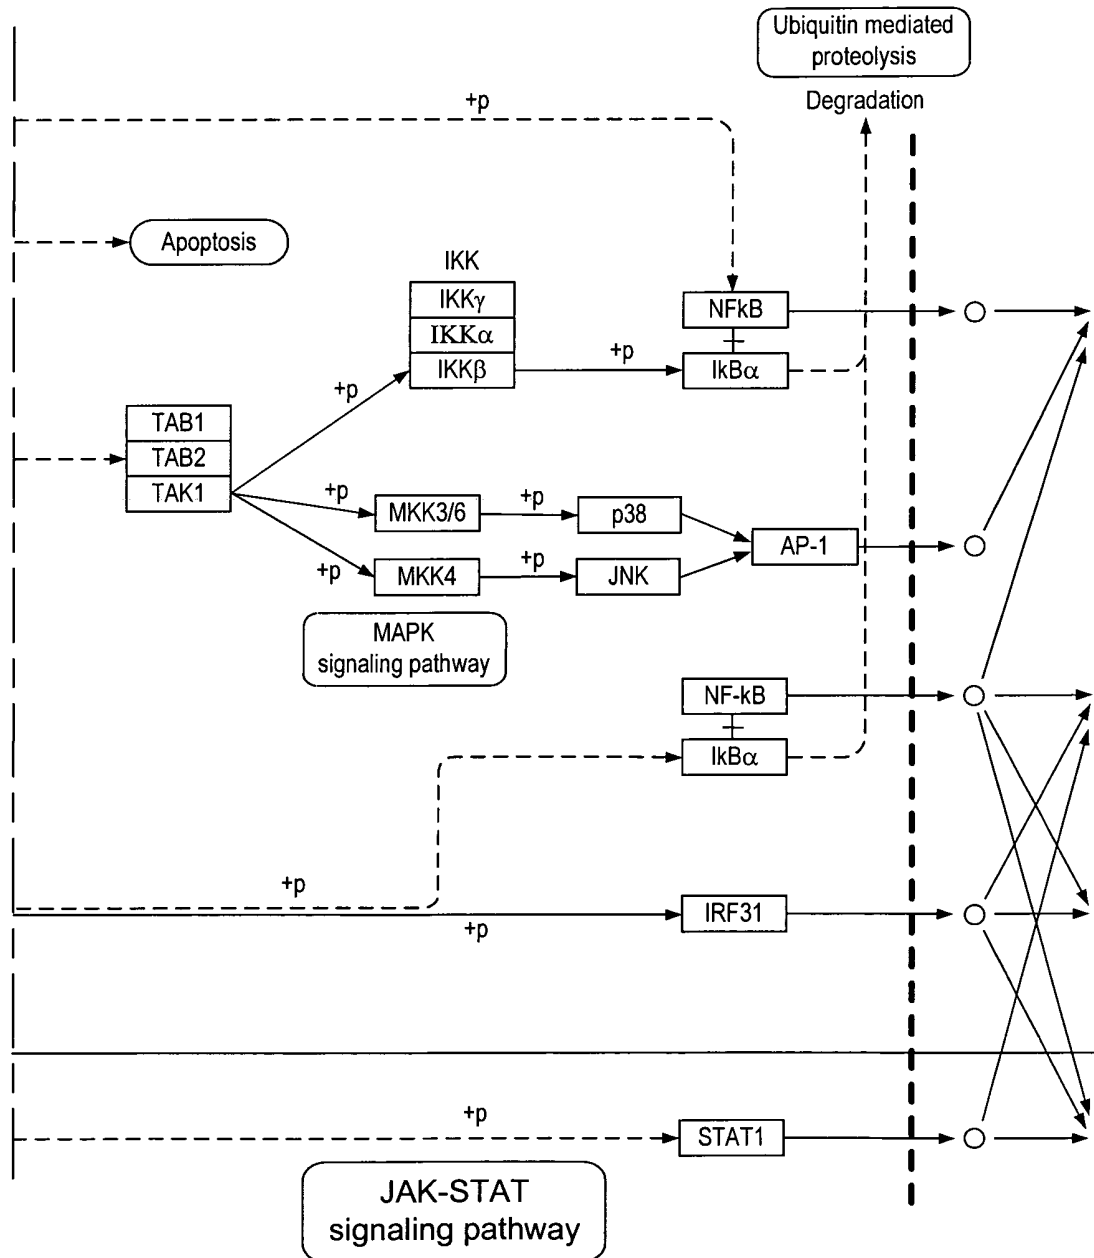 Ubiquitin mediated
proteolysis
+p
Degradation
Apoptosis
IKK
IKKγ
NFkB
IKKα
+p
IKKβ
IkBα
+p
TAB1
TAB2
TAK1
+p
+p
MKK3/6
p38
AP-1
+p
+p
MKK4
JNK
MAPK
signaling pathway
NF-kB
IkBα
+p
IRF31
+p
+p
STAT1
JAK-STAT
signaling pathway